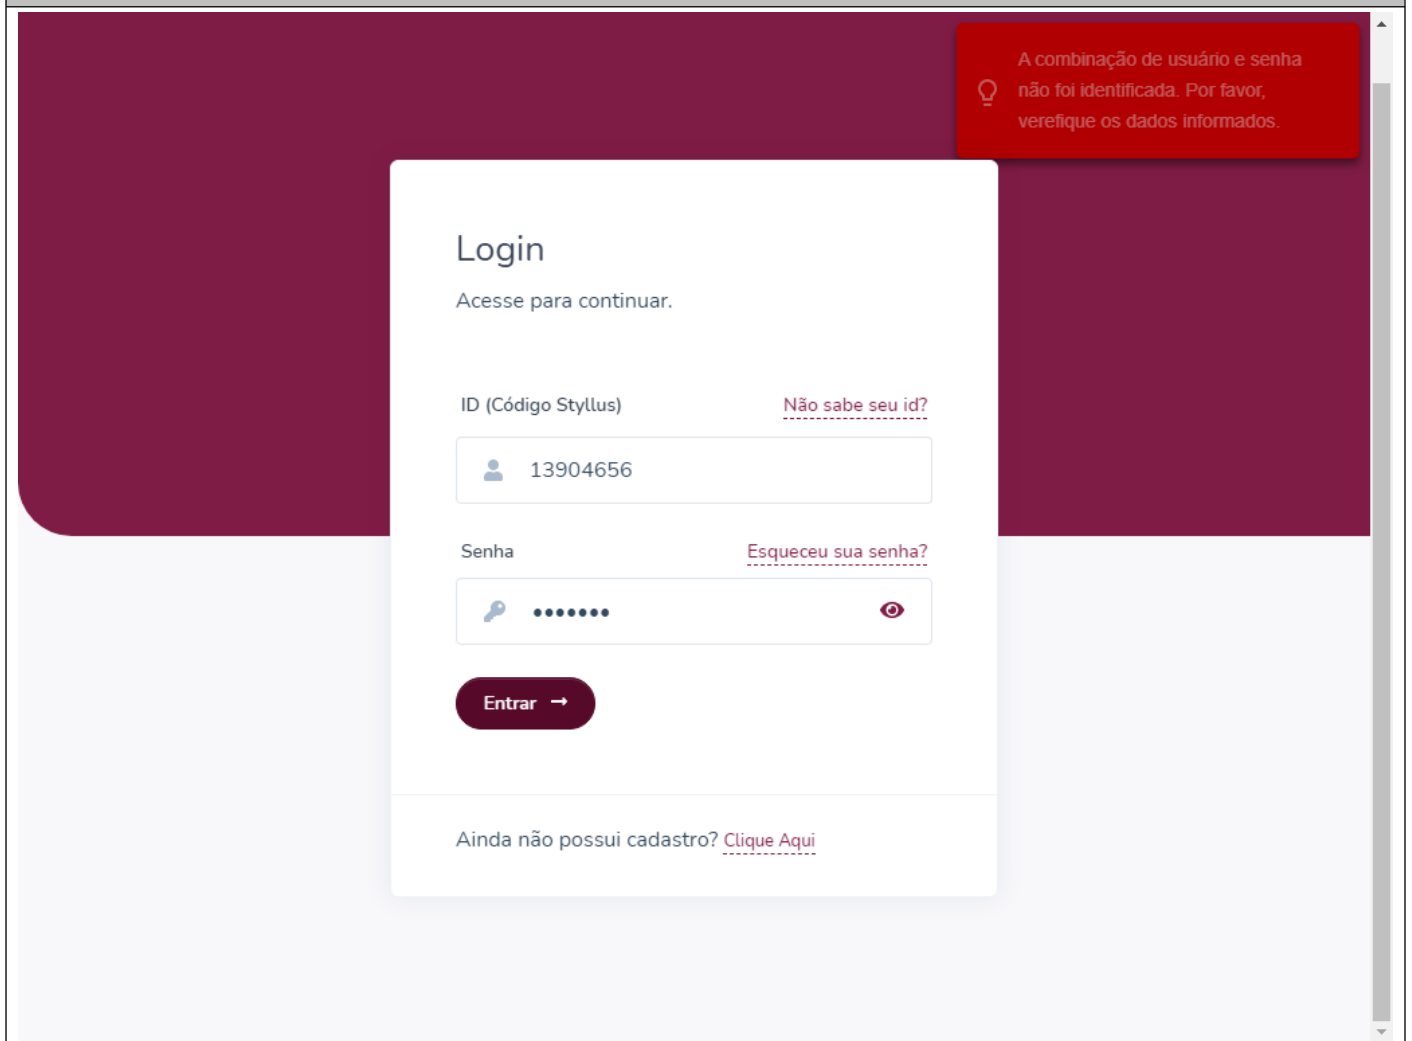 A combinação de usuário e senha
não foi identificada. Por favor,
verefique os dados informados.
Login
Acesse para continuar.
ID (Código Styllus) Não sabe seu id?
13904656
Senha Esqueceu sua senha?
•••••••
Entrar →
Ainda não possui cadastro? Clique Aqui